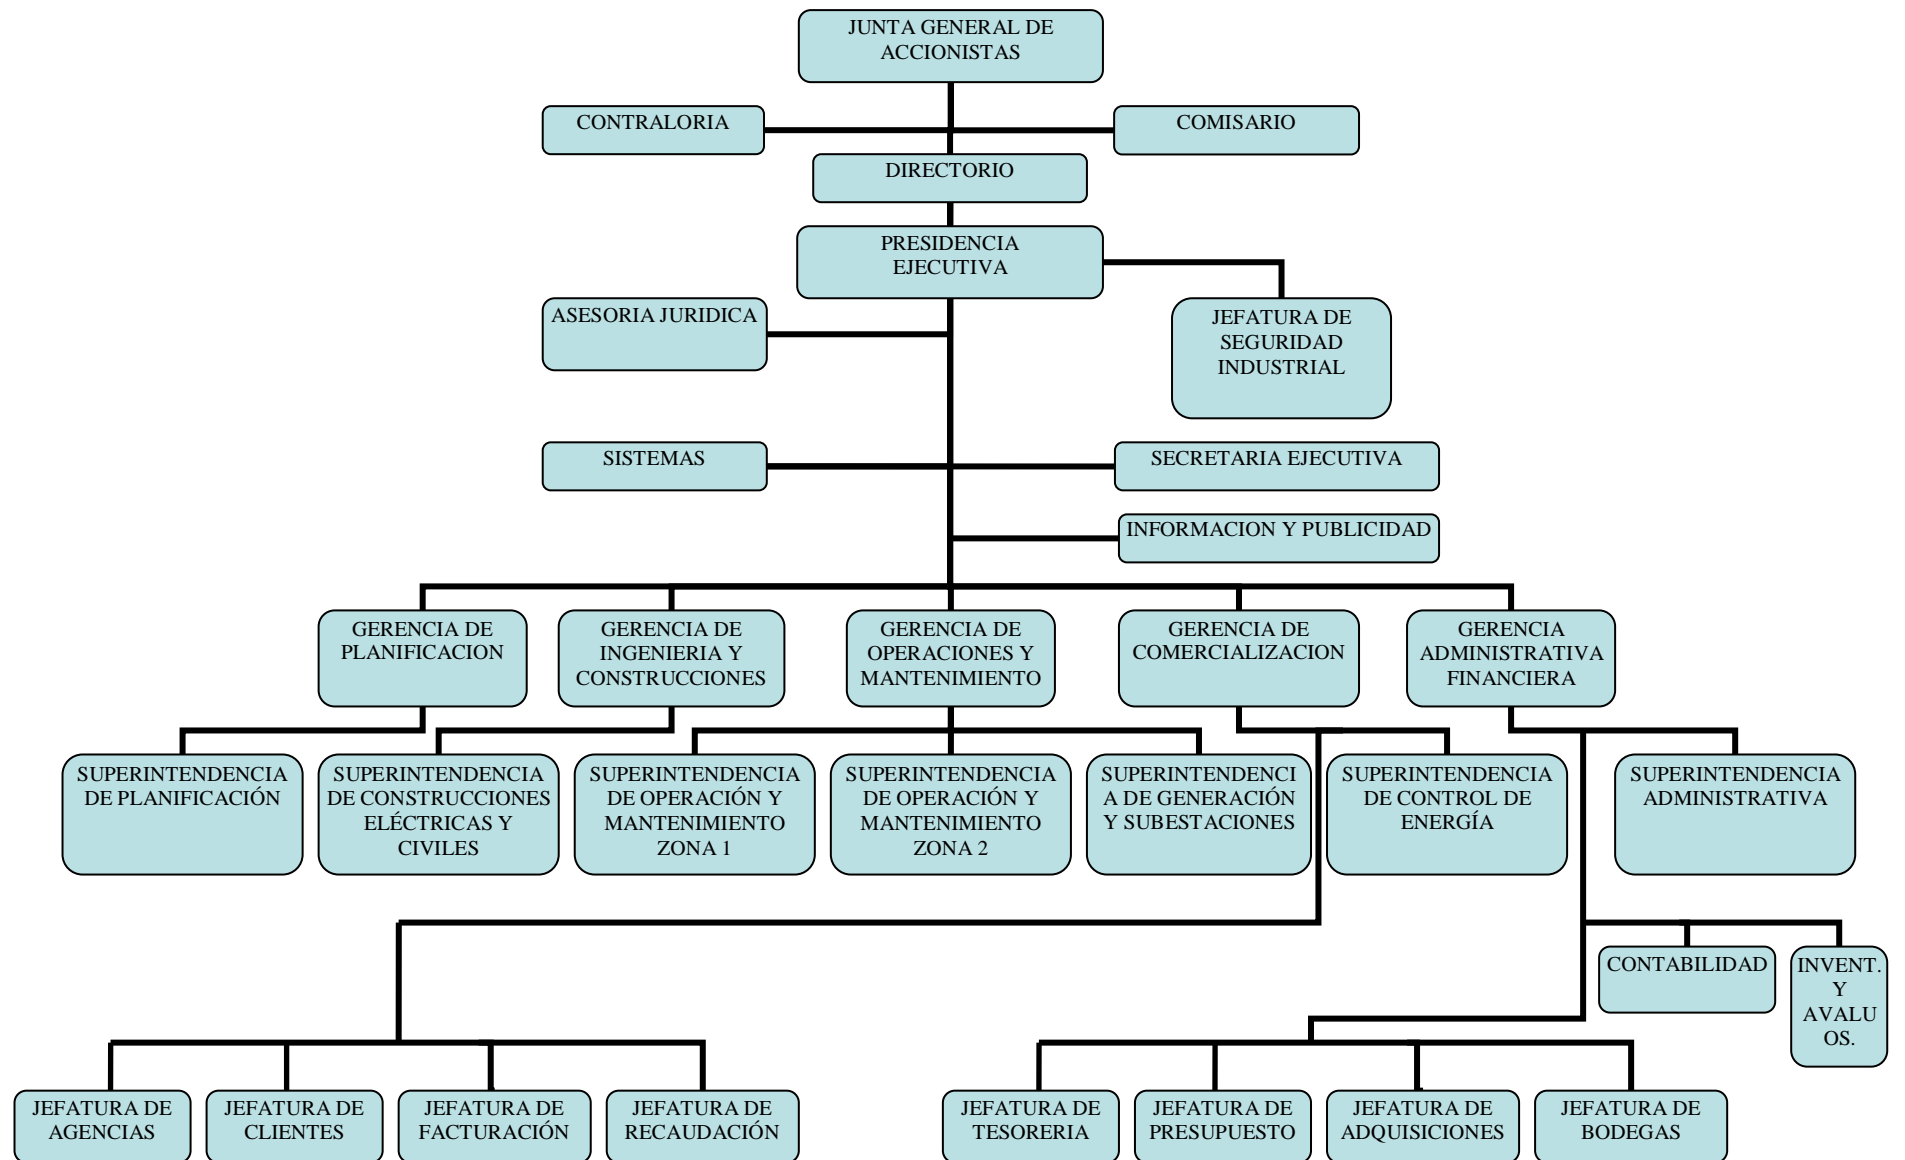 JUNTA GENERAL DE
ACCIONISTAS
CONTRALORIA
COMISARIO
DIRECTORIO
PRESIDENCIA
EJECUTIVA
ASESORIA JURIDICA
JEFATURA DE
SEGURIDAD
INDUSTRIAL
SISTEMAS
SECRETARIA EJECUTIVA
INFORMACION Y PUBLICIDAD
GERENCIA DE
PLANIFICACION
GERENCIA DE
INGENIERIA Y
CONSTRUCCIONES
GERENCIA DE
OPERACIONES Y
MANTENIMIENTO
GERENCIA DE
COMERCIALIZACION
GERENCIA
ADMINISTRATIVA
FINANCIERA
SUPERINTENDENCIA
DE PLANIFICACIÓN
SUPERINTENDENCIA
DE CONSTRUCCIONES
ELÉCTRICAS Y
CIVILES
SUPERINTENDENCIA
DE OPERACIÓN Y
MANTENIMIENTO
ZONA 1
SUPERINTENDENCIA
DE OPERACIÓN Y
MANTENIMIENTO
ZONA 2
SUPERINTENDENCI
A DE GENERACIÓN
Y SUBESTACIONES
SUPERINTENDENCIA
DE CONTROL DE
ENERGÍA
SUPERINTENDENCIA
ADMINISTRATIVA
CONTABILIDAD
INVENT.
Y
AVALU
OS.
JEFATURA DE
AGENCIAS
JEFATURA DE
CLIENTES
JEFATURA DE
FACTURACIÓN
JEFATURA DE
RECAUDACIÓN
JEFATURA DE
TESORERIA
JEFATURA DE
PRESUPUESTO
JEFATURA DE
ADQUISICIONES
JEFATURA DE
BODEGAS